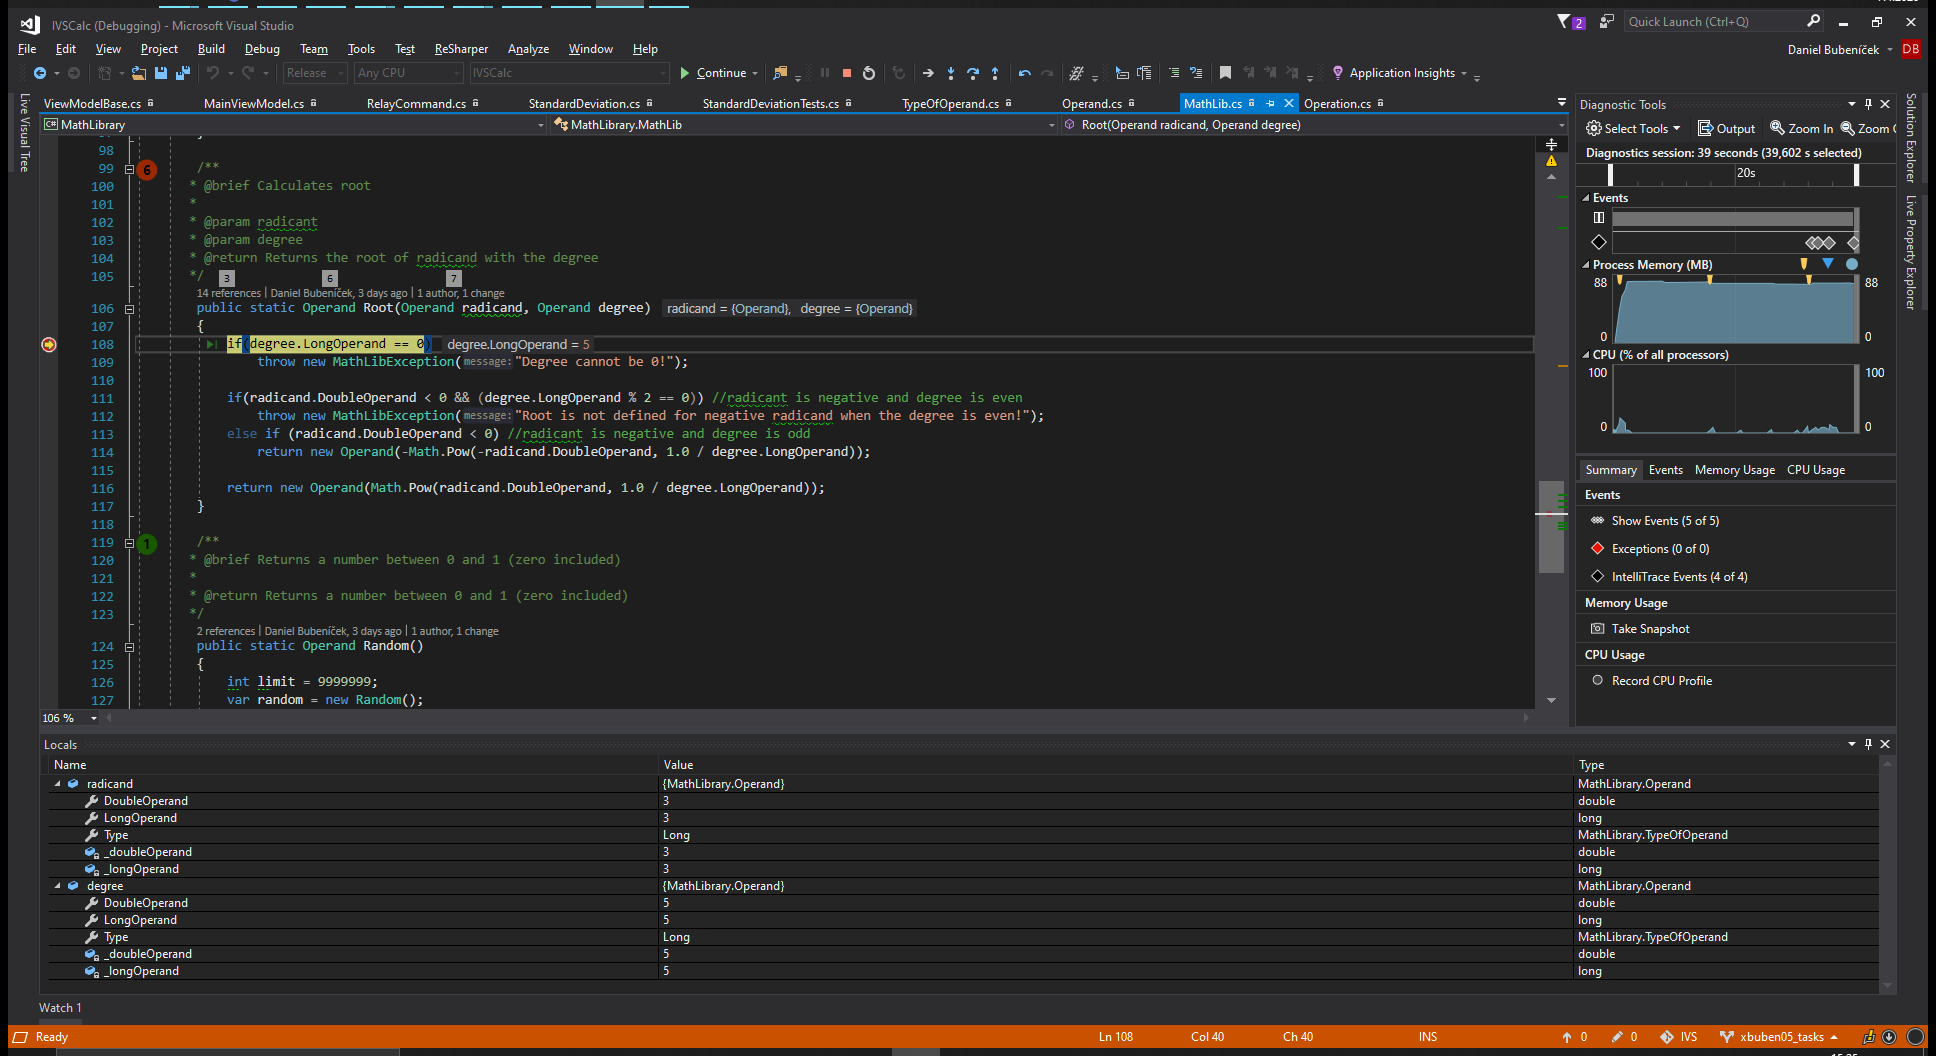 IVSCalc (Debugging) - Microsoft Visual Studio
2
Quick Launch (Ctrl+Q)
File Edit View Project Build Debug Team Tools Test ReSharper Analyze Window Help
Daniel Bubeníček DB
Release Any CPU IVSCalc Continue Application Insights
Live Visual Tree
ViewModelBase.cs MainViewModel.cs RelayCommand.cs StandardDeviation.cs StandardDeviationTests.cs TypeOfOperand.cs Operand.cs MathLib.cs Operation.cs
C# MathLibrary MathLibrary.MathLib Root(Operand radicand, Operand degree)
98
99 6 /**
100 * @brief Calculates root
101 *
102 * @param radicant
103 * @param degree
104 * @return Returns the root of radicand with the degree
105 */ 3 6 7
14 references | Daniel Bubeníček, 3 days ago | 1 author, 1 change
106 public static Operand Root(Operand radicand, Operand degree) radicand = {Operand}, degree = {Operand}
107 {
108 if(degree.LongOperand == 0) degree.LongOperand = 5
109 throw new MathLibException(message:"Degree cannot be 0!");
110
111 if(radicand.DoubleOperand < 0 && (degree.LongOperand % 2 == 0)) //radicant is negative and degree is even
112 throw new MathLibException(message:"Root is not defined for negative radicand when the degree is even!");
113 else if (radicand.DoubleOperand < 0) //radicant is negative and degree is odd
114 return new Operand(-Math.Pow(-radicand.DoubleOperand, 1.0 / degree.LongOperand));
115
116 return new Operand(Math.Pow(radicand.DoubleOperand, 1.0 / degree.LongOperand));
117 }
118
119 1 /**
120 * @brief Returns a number between 0 and 1 (zero included)
121 *
122 * @return Returns a number between 0 and 1 (zero included)
123 */
2 references | Daniel Bubeníček, 3 days ago | 1 author, 1 change
124 public static Operand Random()
125 {
126 int limit = 9999999;
127 var random = new Random();
106 %
Diagnostic Tools
Select Tools Output Zoom In Zoom
Diagnostics session: 39 seconds (39,602 s selected)
20s
Events
Process Memory (MB)
88 88
0 0
CPU (% of all processors)
100 100
0 0
Summary Events Memory Usage CPU Usage
Events
Show Events (5 of 5)
Exceptions (0 of 0)
IntelliTrace Events (4 of 4)
Memory Usage
Take Snapshot
CPU Usage
Record CPU Profile
Solution Explorer
Live Property Explorer
Locals
Name Value Type
radicand {MathLibrary.Operand} MathLibrary.Operand
DoubleOperand 3 double
LongOperand 3 long
Type Long MathLibrary.TypeOfOperand
_doubleOperand 3 double
_longOperand 3 long
degree {MathLibrary.Operand} MathLibrary.Operand
DoubleOperand 5 double
LongOperand 5 long
Type Long MathLibrary.TypeOfOperand
_doubleOperand 5 double
_longOperand 5 long
Watch 1
Ready Ln 108 Col 40 Ch 40 INS 0 0 IVS xbuben05_tasks